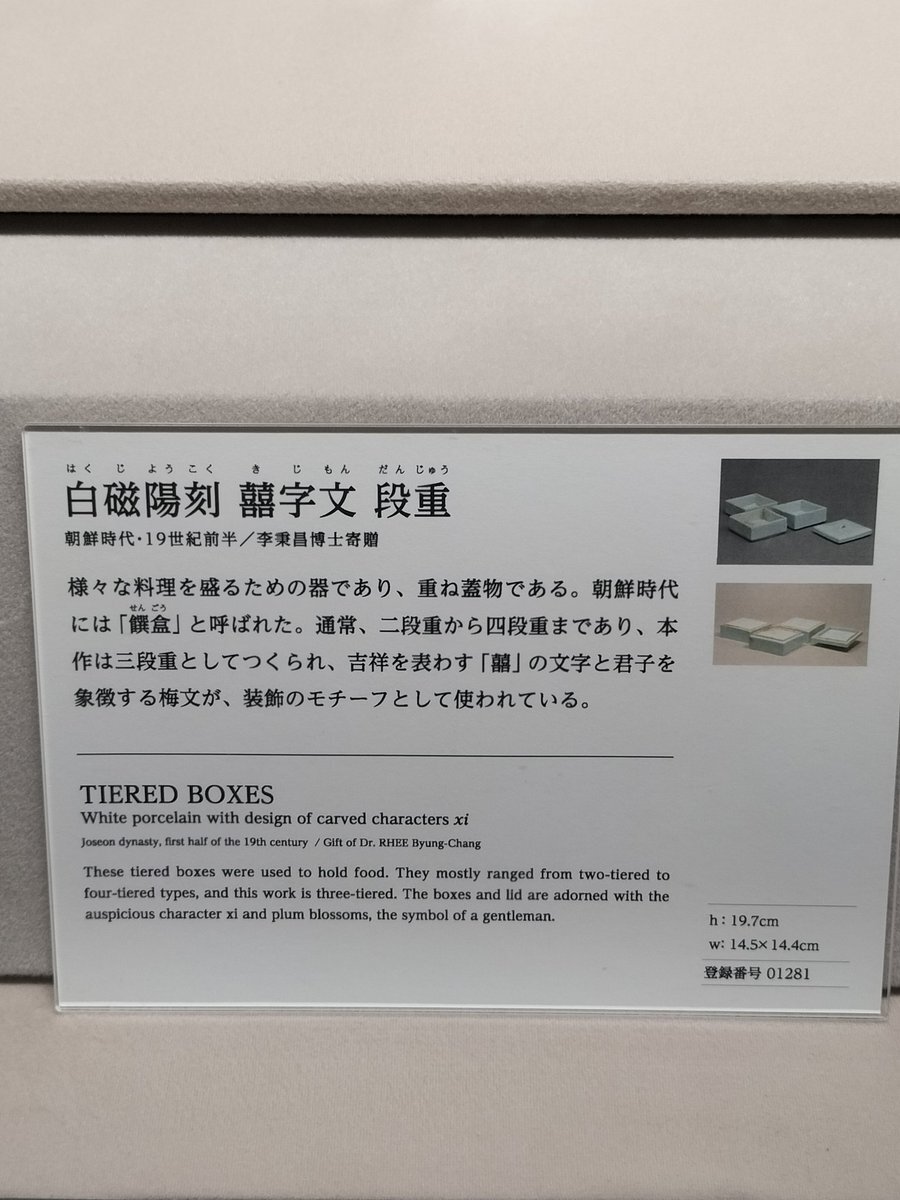 はく じ よう こく き じ もん だん じゅう
白磁陽刻 囍字文 段重
朝鮮時代・19世紀前半／李秉昌博士寄贈
様々な料理を盛るための器であり、重ね蓋物である。朝鮮時代
せん ごう
には「饌盒」と呼ばれた。通常、二段重から四段重まであり、本
作は三段重としてつくられ、吉祥を表わす「囍」の文字と君子を
象徴する梅文が、装飾のモチーフとして使われている。
TIERED BOXES
White porcelain with design of carved characters xi
Joseon dynasty, first half of the 19th century / Gift of Dr. RHEE Byung-Chang
These tiered boxes were used to hold food. They mostly ranged from two-tiered to
four-tiered types, and this work is three-tiered. The boxes and lid are adorned with the
auspicious character xi and plum blossoms, the symbol of a gentleman.
h : 19.7cm
w: 14.5×14.4cm
登録番号 01281